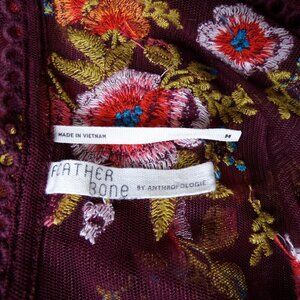 MADE IN VIETNAM M
FEATHER
BONE BY ANTHROPOLOGIE